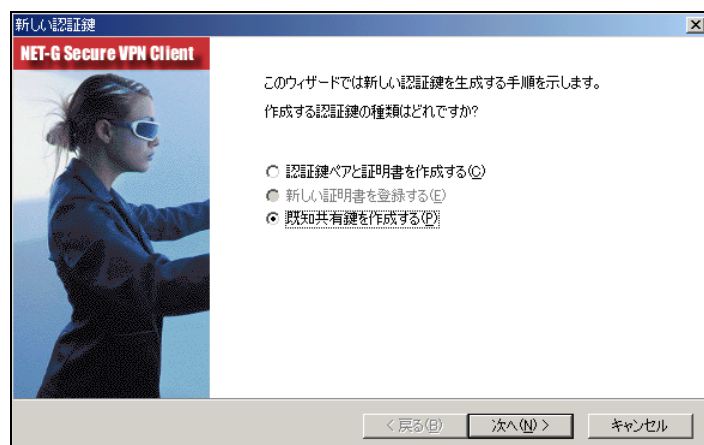 新しい認証鍵
NET-G Secure VPN Client
このウィザードでは新しい認証鍵を生成する手順を示します。
作成する認証鍵の種類はどれですか?
認証鍵ペアと証明書を作成する(C)
新しい証明書を登録する(E)
既知共有鍵を作成する(P)
< 戻る(B) 次へ(N) > キャンセル